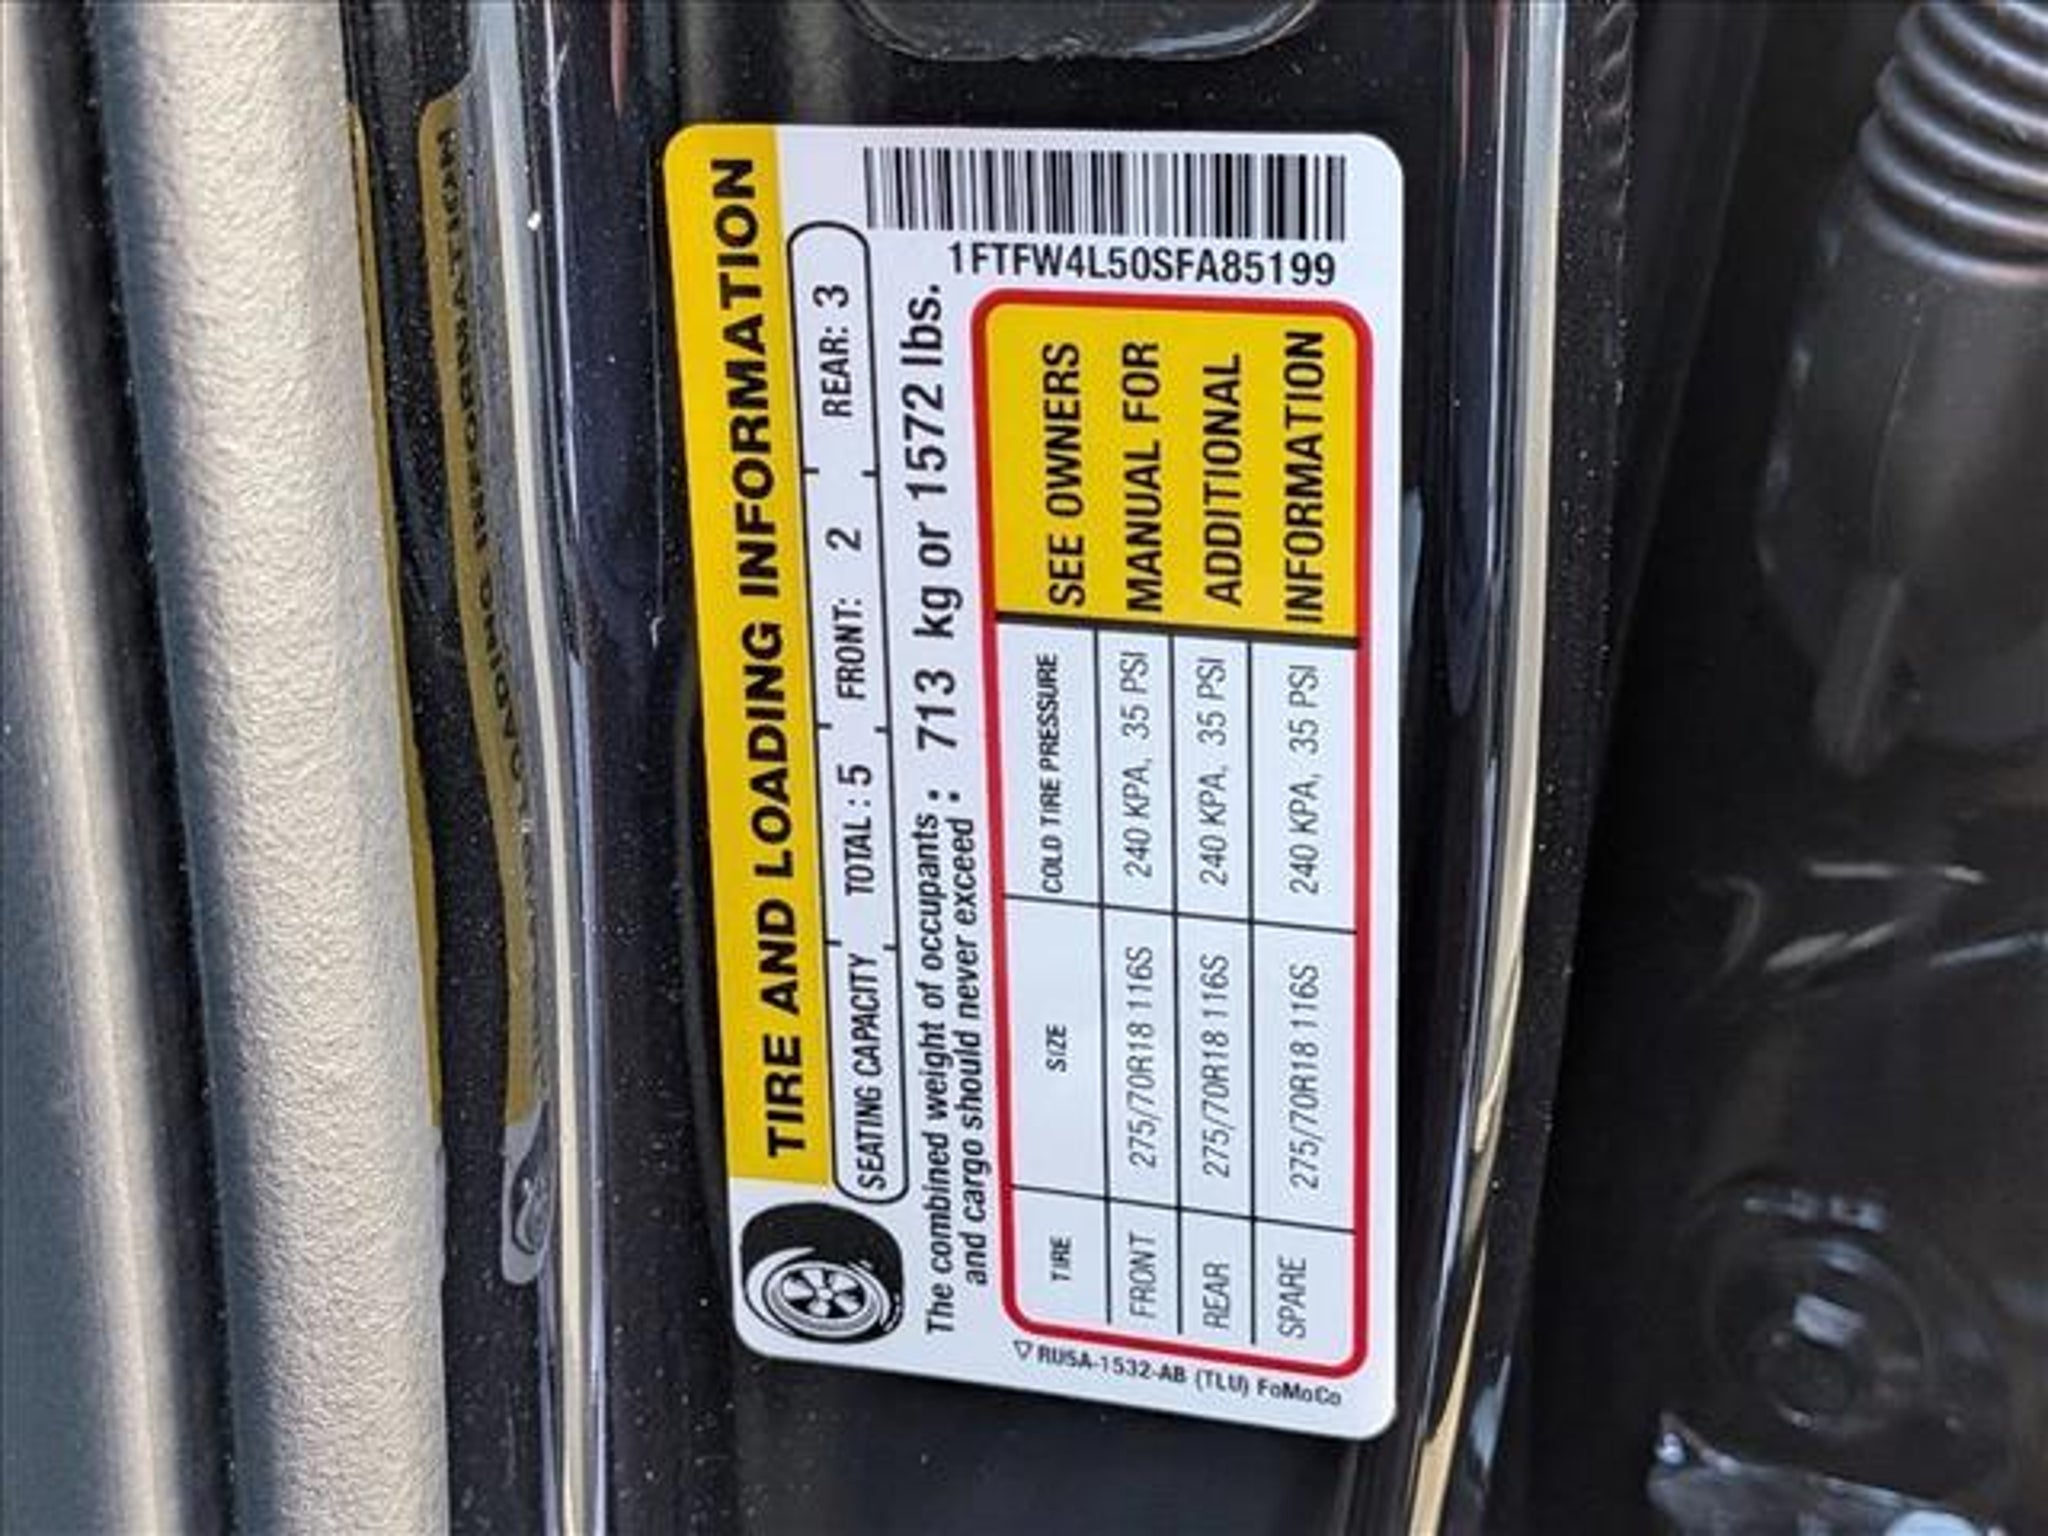 TIRE AND LOADING INFORMATION
SEATING CAPACITY TOTAL : 5 FRONT: 2 REAR: 3
The combined weight of occupants : 713 kg or 1572 lbs.
and cargo should never exceed :
1FTFW4L50SFA85199
TIRE SIZE COLD TIRE PRESSURE
FRONT 275/70R18 116S 240 KPA, 35 PSI
REAR 275/70R18 116S 240 KPA, 35 PSI
SPARE 275/70R18 116S 240 KPA, 35 PSI
SEE OWNERS
MANUAL FOR
ADDITIONAL
INFORMATION
▽ RU5A-1532-AB (TLU) FoMoCo